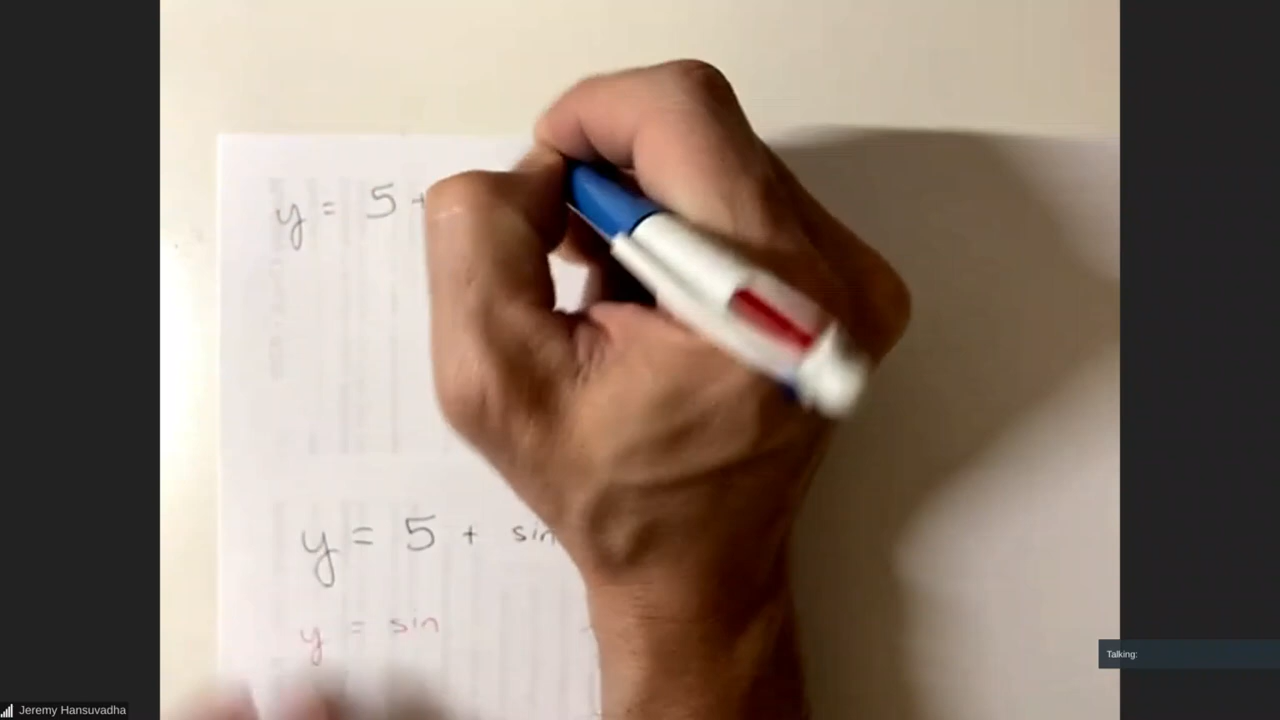 y = 5 +
y = 5 + sin
y = sin
Talking:
Jeremy Hansuvadha